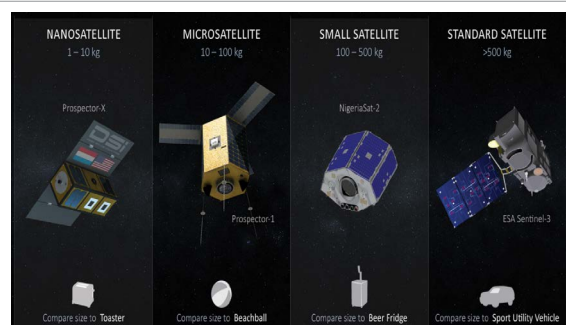 NANOSATELLITE
1 – 10 kg
Prospector-X
DSI
Compare size to Toaster
MICROSATELLITE
10 – 100 kg
Prospector-1
Compare size to Beachball
SMALL SATELLITE
100 – 500 kg
NigeriaSat-2
Compare size to Beer Fridge
STANDARD SATELLITE
>500 kg
ESA Sentinel-3
Compare size to Sport Utility Vehicle